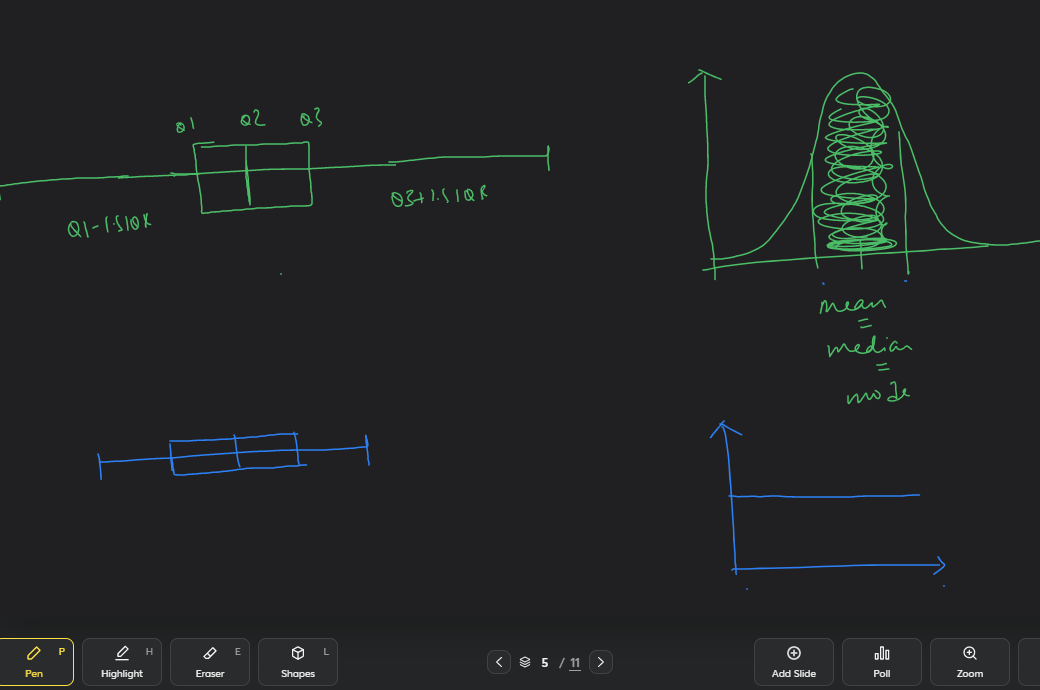 Q1
Q2
Q3
Q1-1.5IQR
Q3+1.5IQR
mean
=
median
=
mode
Pen
P
Highlight
H
Eraser
E
Shapes
L
5 / 11
Add Slide
Poll
Zoom